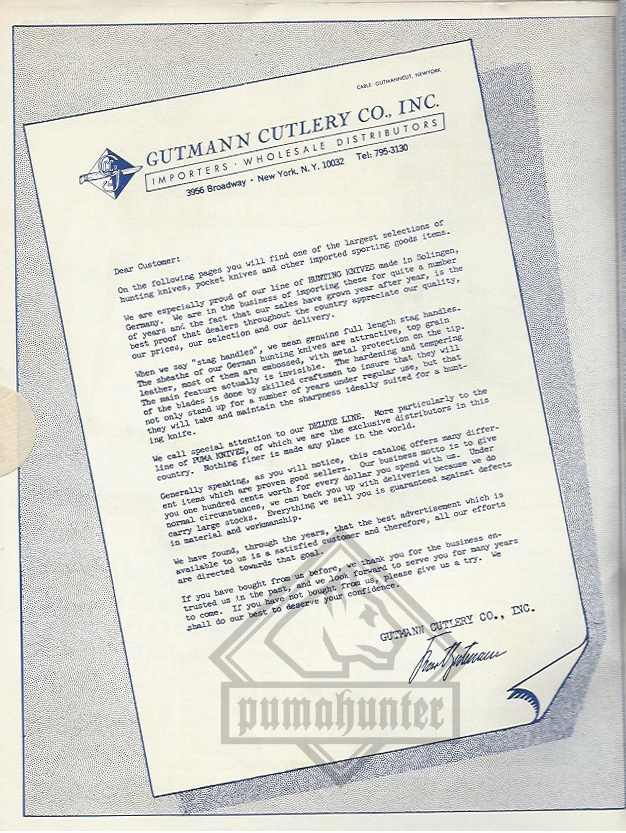 CABLE: GUTMANNCUT, NEWYORK
GUTMANN CUTLERY CO., INC.
IMPORTERS · WHOLESALE DISTRIBUTORS
3956 Broadway · New York, N. Y. 10032 Tel: 795-3130
Dear Customer:
On the following pages you will find one of the largest selections of
hunting knives, pocket knives and other imported sporting goods items.
We are especially proud of our line of HUNTING KNIVES made in Solingen,
Germany. We are in the business of importing these for quite a number
of years and the fact that our sales have grown year after year, is the
best proof that dealers throughout the country appreciate our quality,
our prices, our selection and our delivery.
When we say "stag handles", we mean genuine full length stag handles.
The sheaths of our German hunting knives are attractive, top grain
leather, most of them are embossed, with metal protection on the tip.
The main feature actually is invisible. The hardening and tempering
of the blades is done by skilled craftsmen to insure that they will
not only stand up for a number of years under regular use, but that
they will take and maintain the sharpness ideally suited for a hunt-
ing knife.
We call special attention to our DELUXE LINE. More particularly to the
line of PUMA KNIVES, of which we are the exclusive distributors in this
country. Nothing finer is made any place in the world.
Generally speaking, as you will notice, this catalog offers many differ-
ent items which are proven good sellers. Our business motto is to give
you one hundred cents worth for every dollar you spend with us. Under
normal circumstances, we can back you up with deliveries because we do
carry large stocks. Everything we sell you is guaranteed against defects
in material and workmanship.
We have found, through the years, that the best advertisement which is
available to us is a satisfied customer and therefore, all our efforts
are directed towards that goal.
If you have bought from us before, we thank you for the business en-
trusted us in the past, and we look forward to serve you for many years
to come. If you have not bought from us, please give us a try. We
shall do our best to deserve your confidence.
GUTMANN CUTLERY CO., INC.
pumahunter